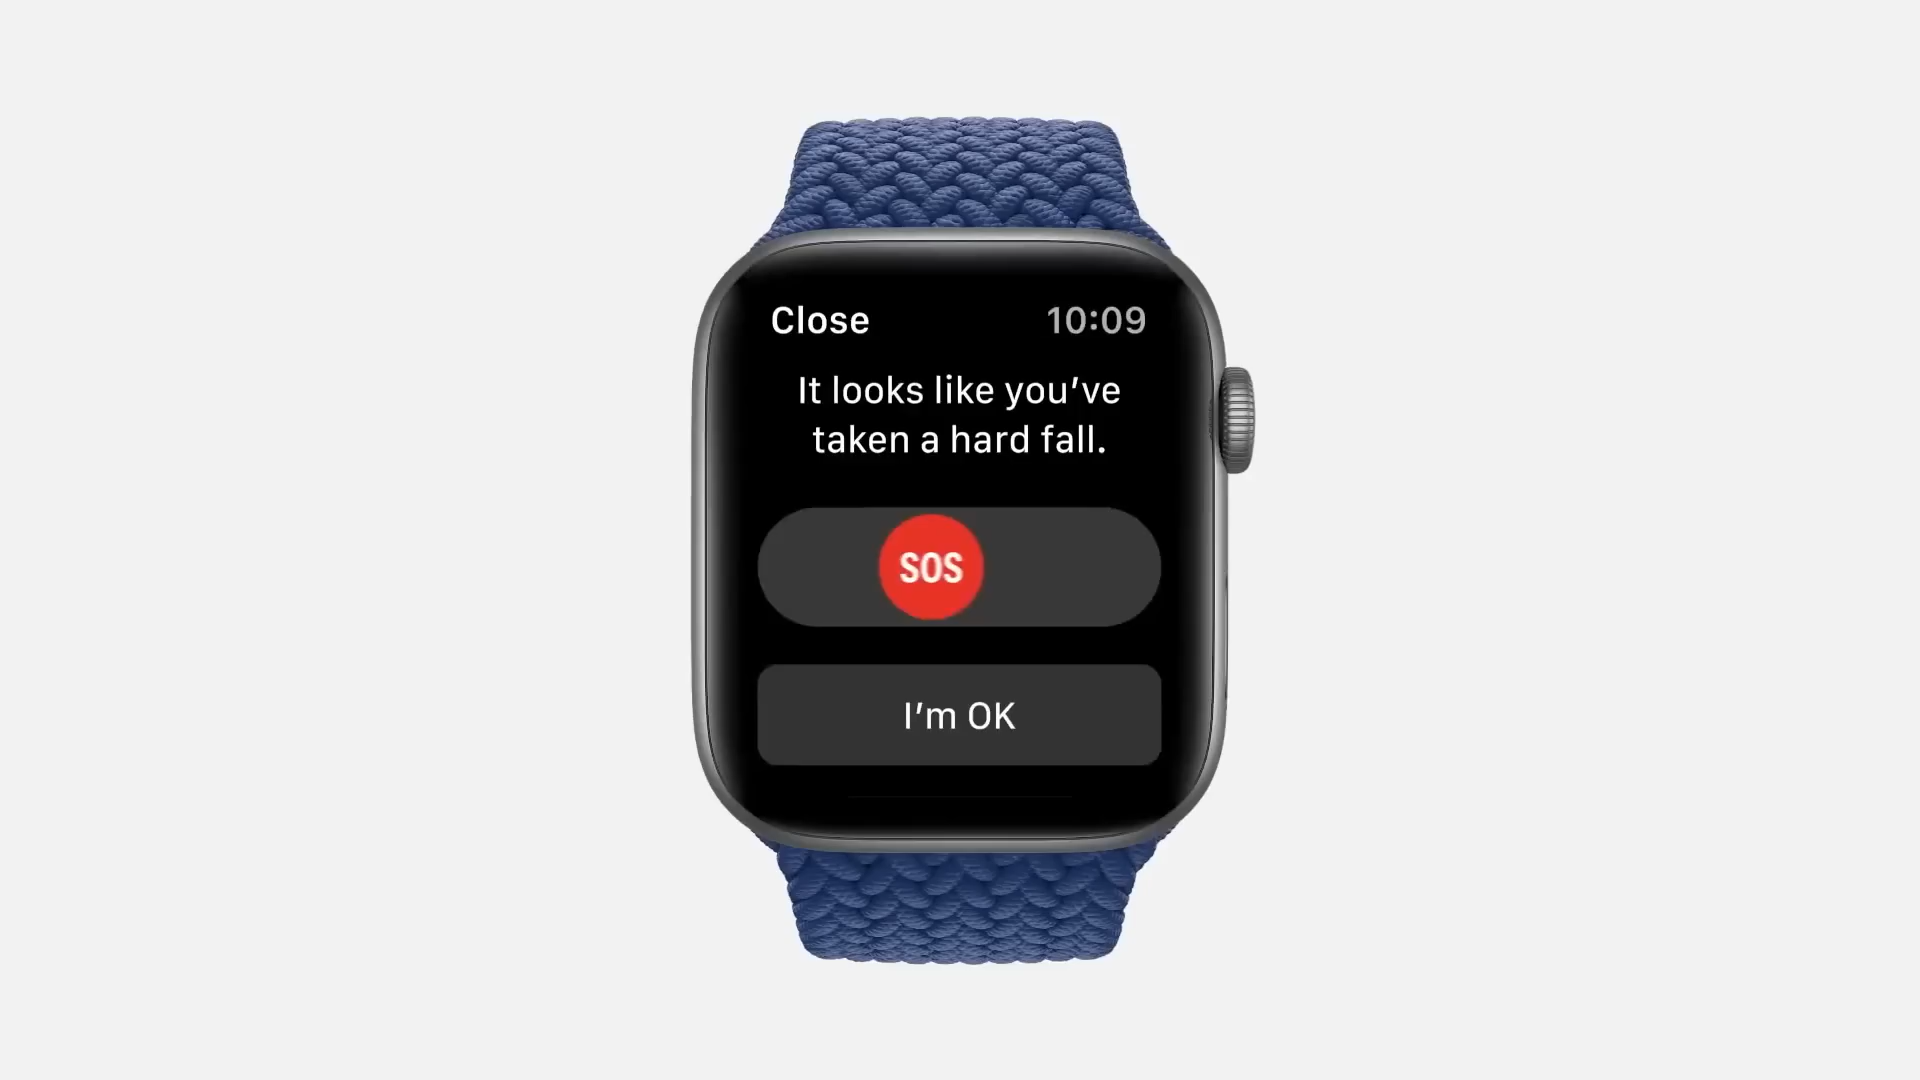 Close
10:09
It looks like you’ve
taken a hard fall.
SOS
I’m OK